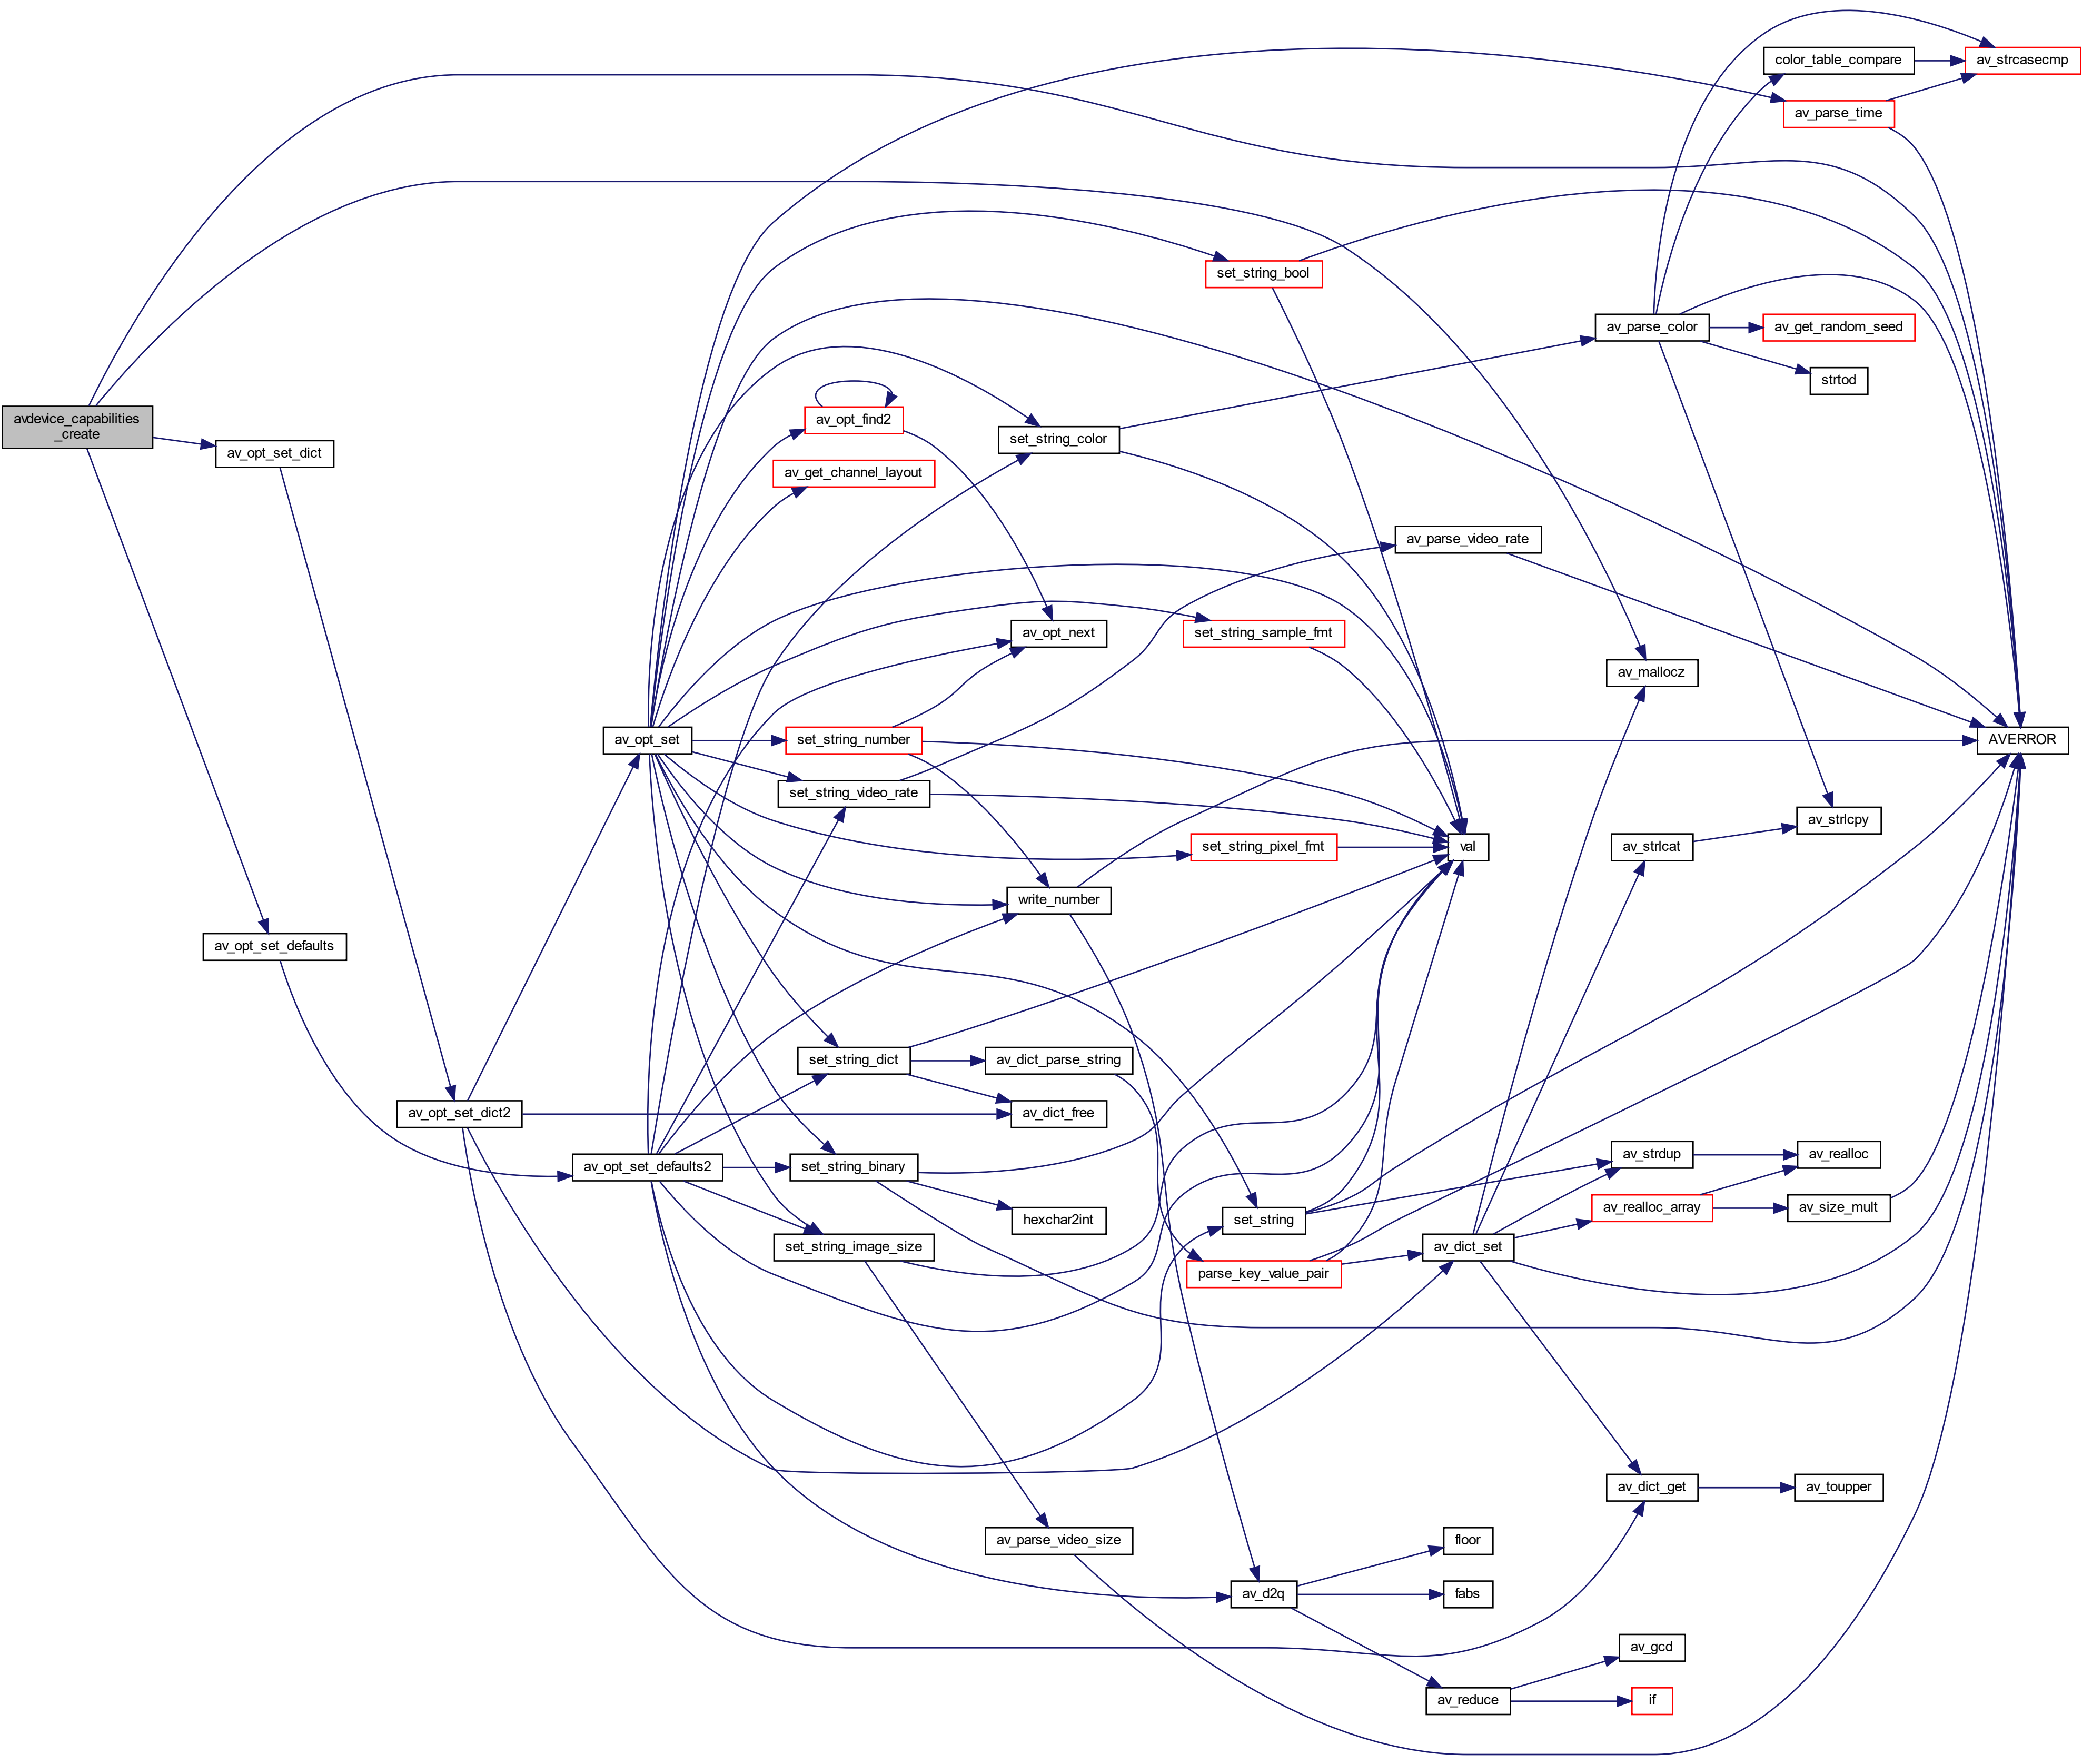 color_table_compare
av_strcasecmp
av_parse_time
set_string_bool
av_parse_color
av_get_random_seed
strtod
avdevice_capabilities
_create
av_opt_set_dict
av_opt_find2
set_string_color
av_get_channel_layout
av_parse_video_rate
av_opt_next
set_string_sample_fmt
av_mallocz
av_opt_set
set_string_number
AVERROR
set_string_video_rate
av_strlcpy
set_string_pixel_fmt
val
av_strlcat
write_number
av_opt_set_defaults
set_string_dict
av_dict_parse_string
av_opt_set_dict2
av_dict_free
av_opt_set_defaults2
set_string_binary
av_strdup
av_realloc
hexchar2int
set_string
av_realloc_array
av_size_mult
set_string_image_size
av_dict_set
parse_key_value_pair
av_dict_get
av_toupper
av_parse_video_size
floor
av_d2q
fabs
av_gcd
av_reduce
if